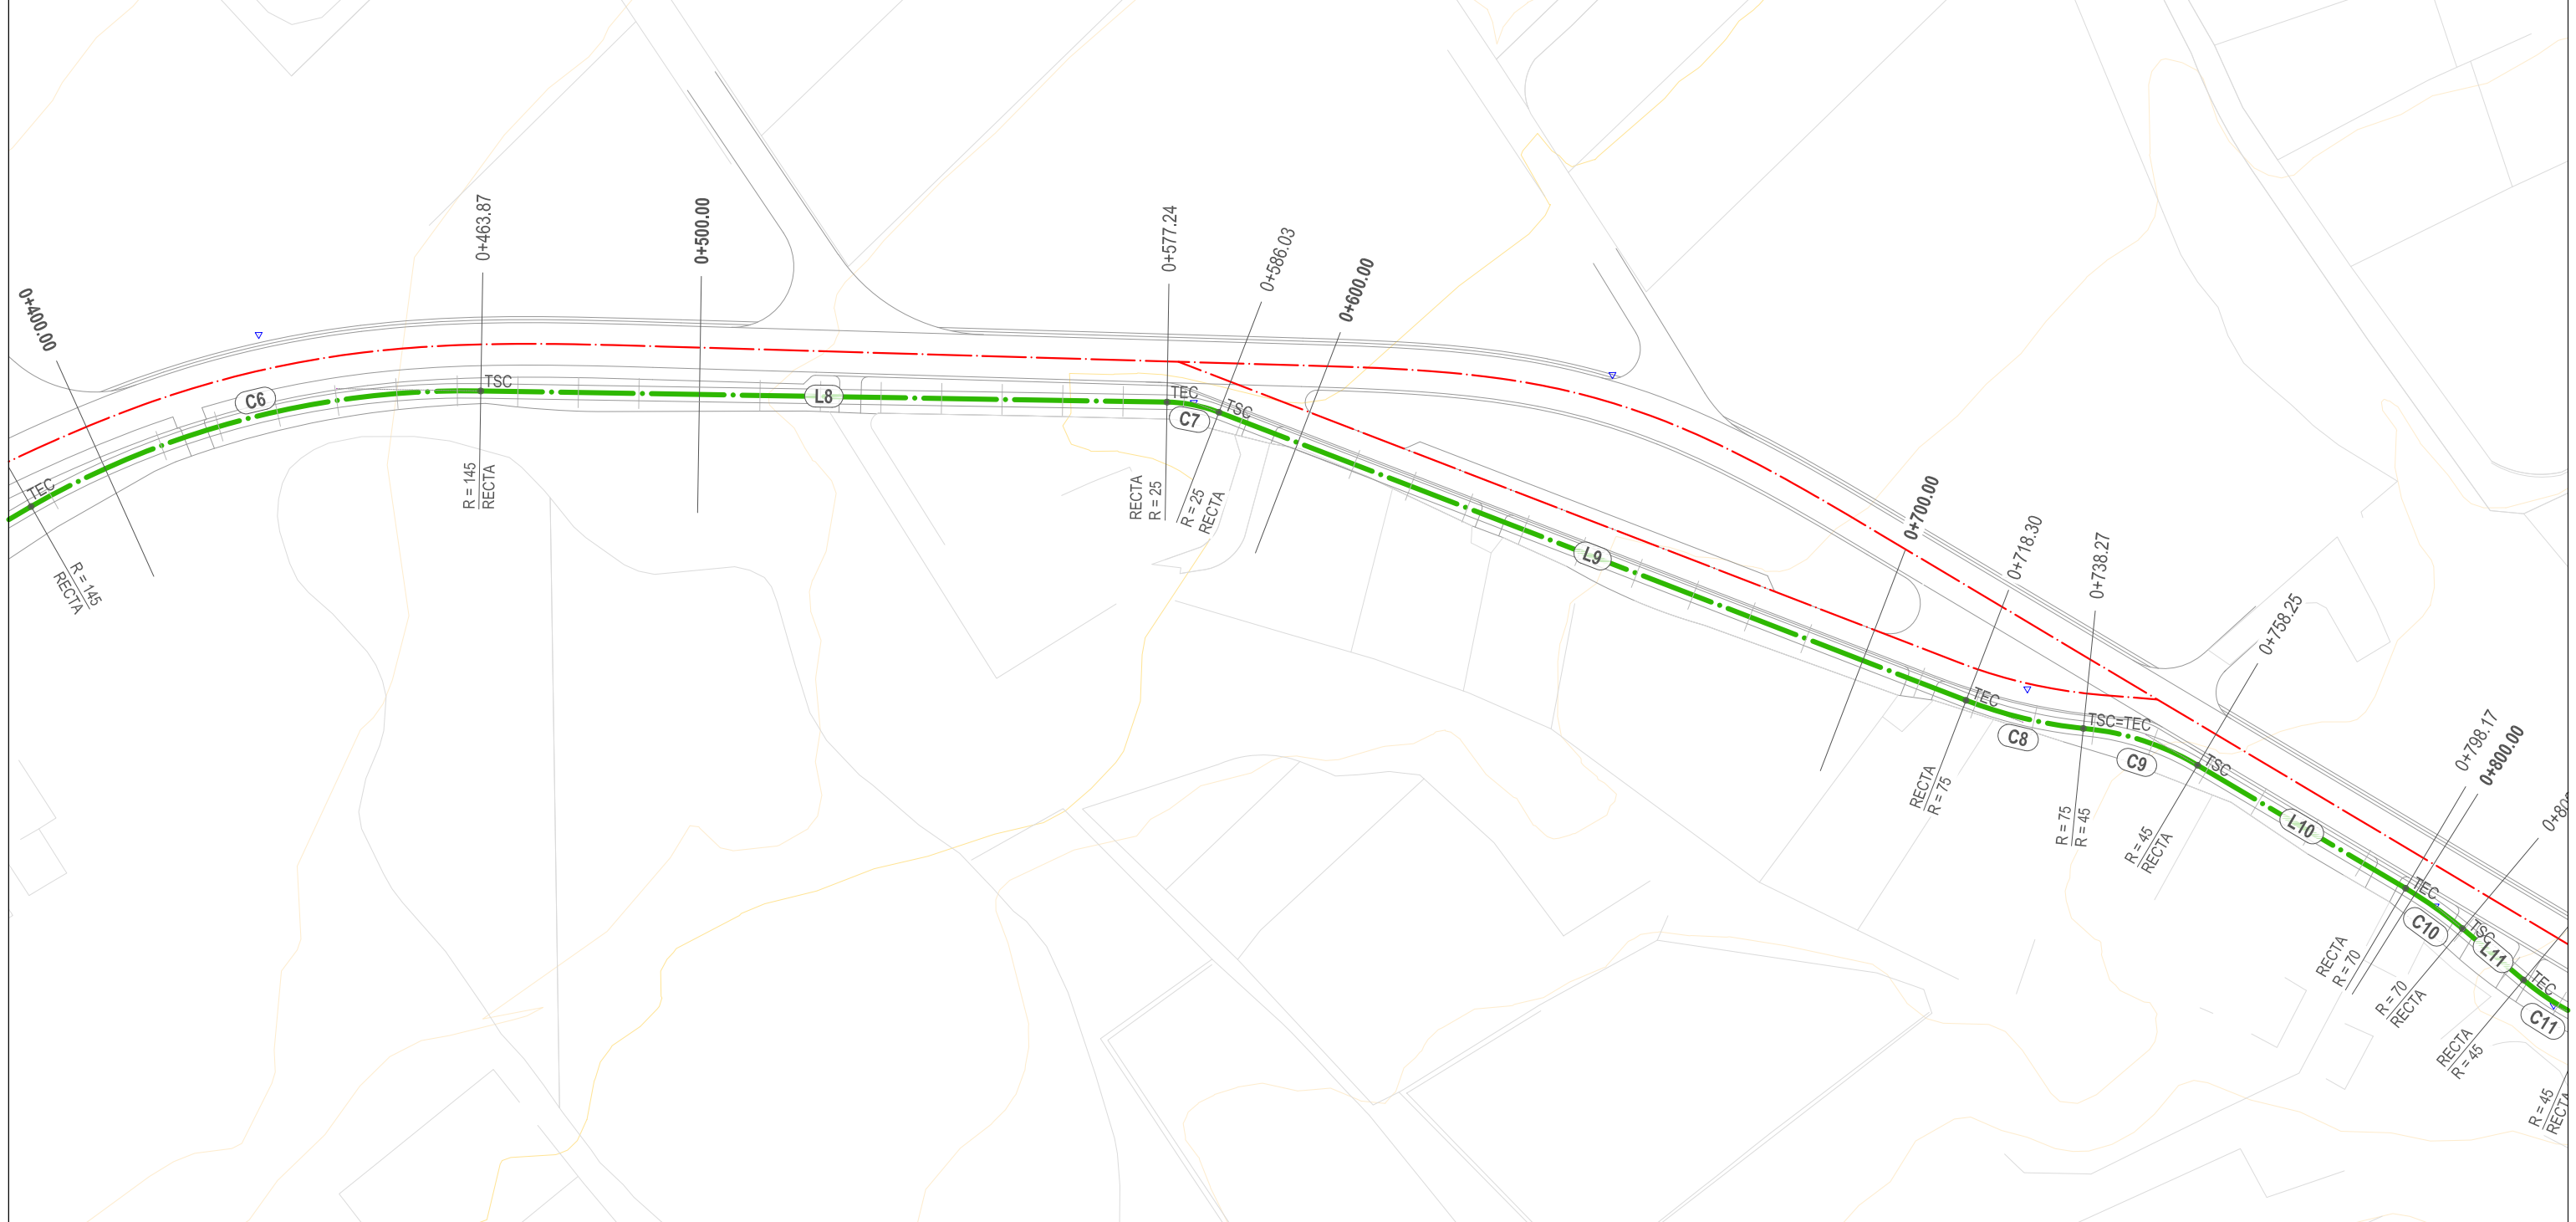 0+400.00
TEC
R = 145
RECTA
C6
0+463.87
TSC
R = 145
RECTA
0+500.00
L8
0+577.24
TEC
RECTA
R = 25
C7
0+586.03
TSC
R = 25
RECTA
0+600.00
L9
0+700.00
0+718.30
TEC
RECTA
R = 75
C8
0+738.27
TSC=TEC
R = 75
R = 45
C9
0+758.25
TSC
R = 45
RECTA
L10
0+798.17
0+800.00
TEC
RECTA
R = 70
C10
TSC
R = 70
RECTA
L11
TEC
RECTA
R = 45
C11
R = 45
RECTA